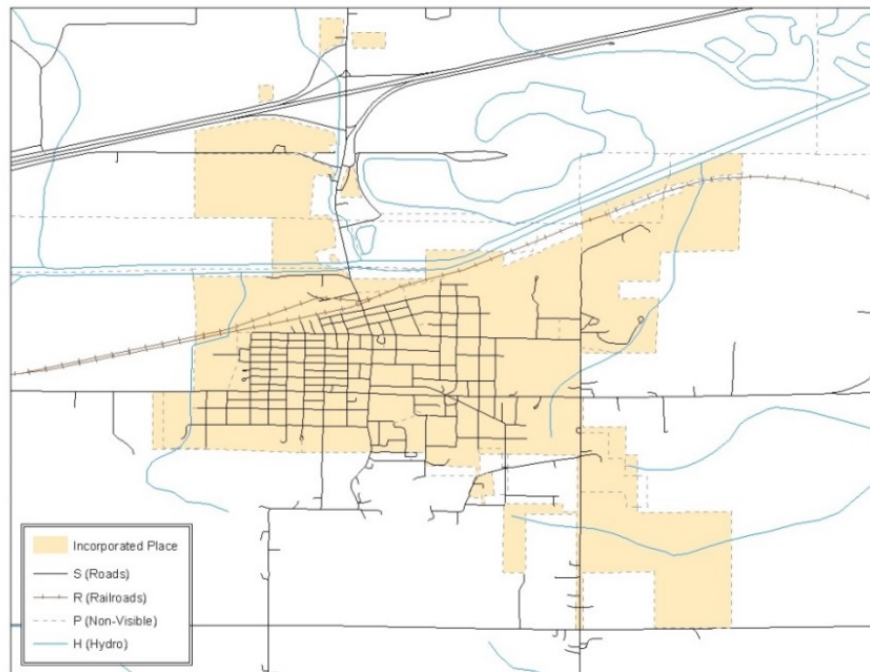 Incorporated Place
S (Roads)
R (Railroads)
P (Non-Visible)
H (Hydro)